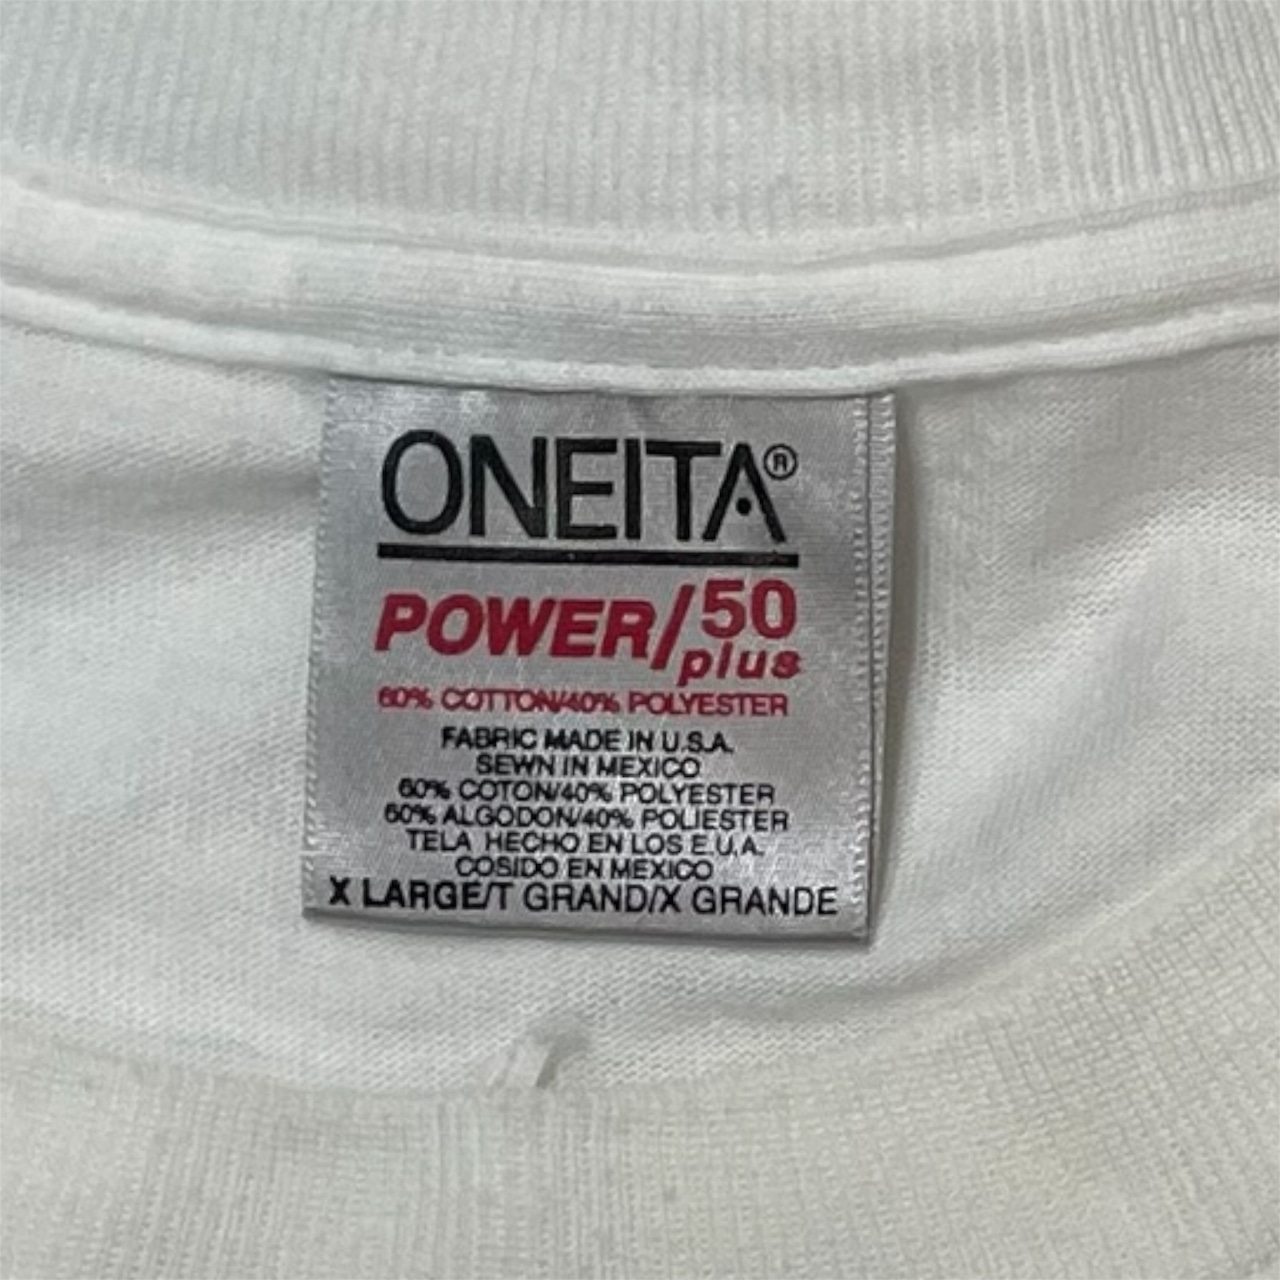 ONEITA®
POWER/50
plus
60% COTTON/40% POLYESTER
FABRIC MADE IN U.S.A.
SEWN IN MEXICO
60% COTON/40% POLYESTER
60% ALGODON/40% POLIESTER
TELA HECHO EN LOS E.U.A.
COSIDO EN MEXICO
X LARGE/T GRAND/X GRANDE